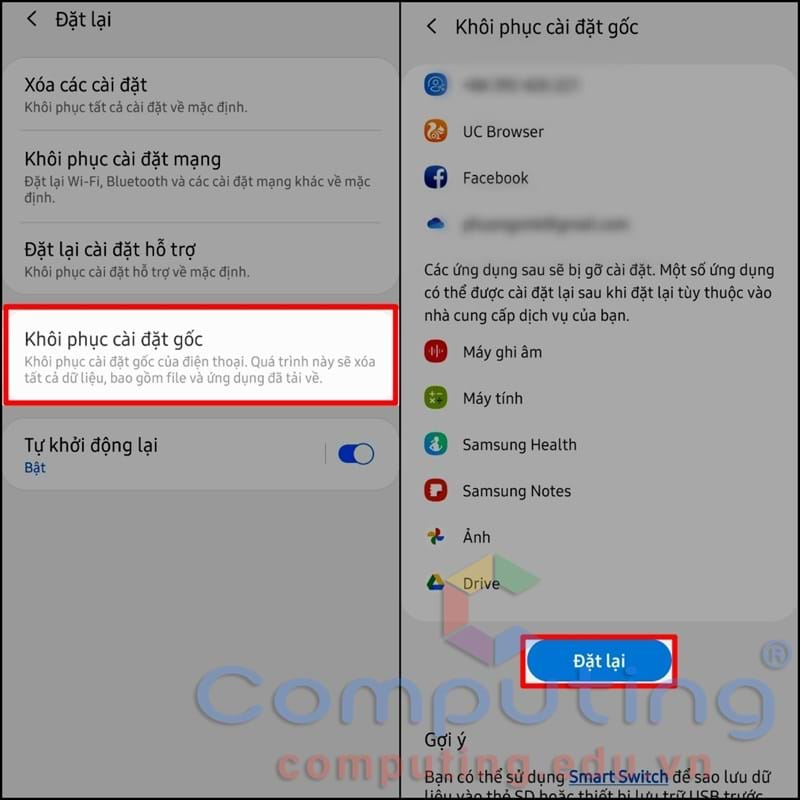 Đặt lại
Xóa các cài đặt
Khôi phục tất cả cài đặt về mặc định.
Khôi phục cài đặt mạng
Đặt lại Wi-Fi, Bluetooth và các cài đặt mạng khác về mặc
định.
Đặt lại cài đặt hỗ trợ
Khôi phục cài đặt hỗ trợ về mặc định.
Khôi phục cài đặt gốc
Khôi phục cài đặt gốc của điện thoại. Quá trình này sẽ xóa
tất cả dữ liệu, bao gồm file và ứng dụng đã tải về.
Tự khởi động lại
Bật
Khôi phục cài đặt gốc
UC Browser
Facebook
Các ứng dụng sau sẽ bị gỡ cài đặt. Một số ứng dụng
có thể được cài đặt lại sau khi đặt lại tùy thuộc vào
nhà cung cấp dịch vụ của bạn.
Máy ghi âm
Máy tính
Samsung Health
Samsung Notes
Ảnh
Drive
Đặt lại
Computing®
Gợi ý
computing.edu.vn
Bạn có thể sử dụng Smart Switch để sao lưu dữ
liệu vào thẻ SD hoặc thiết bị lưu trữ USB trước